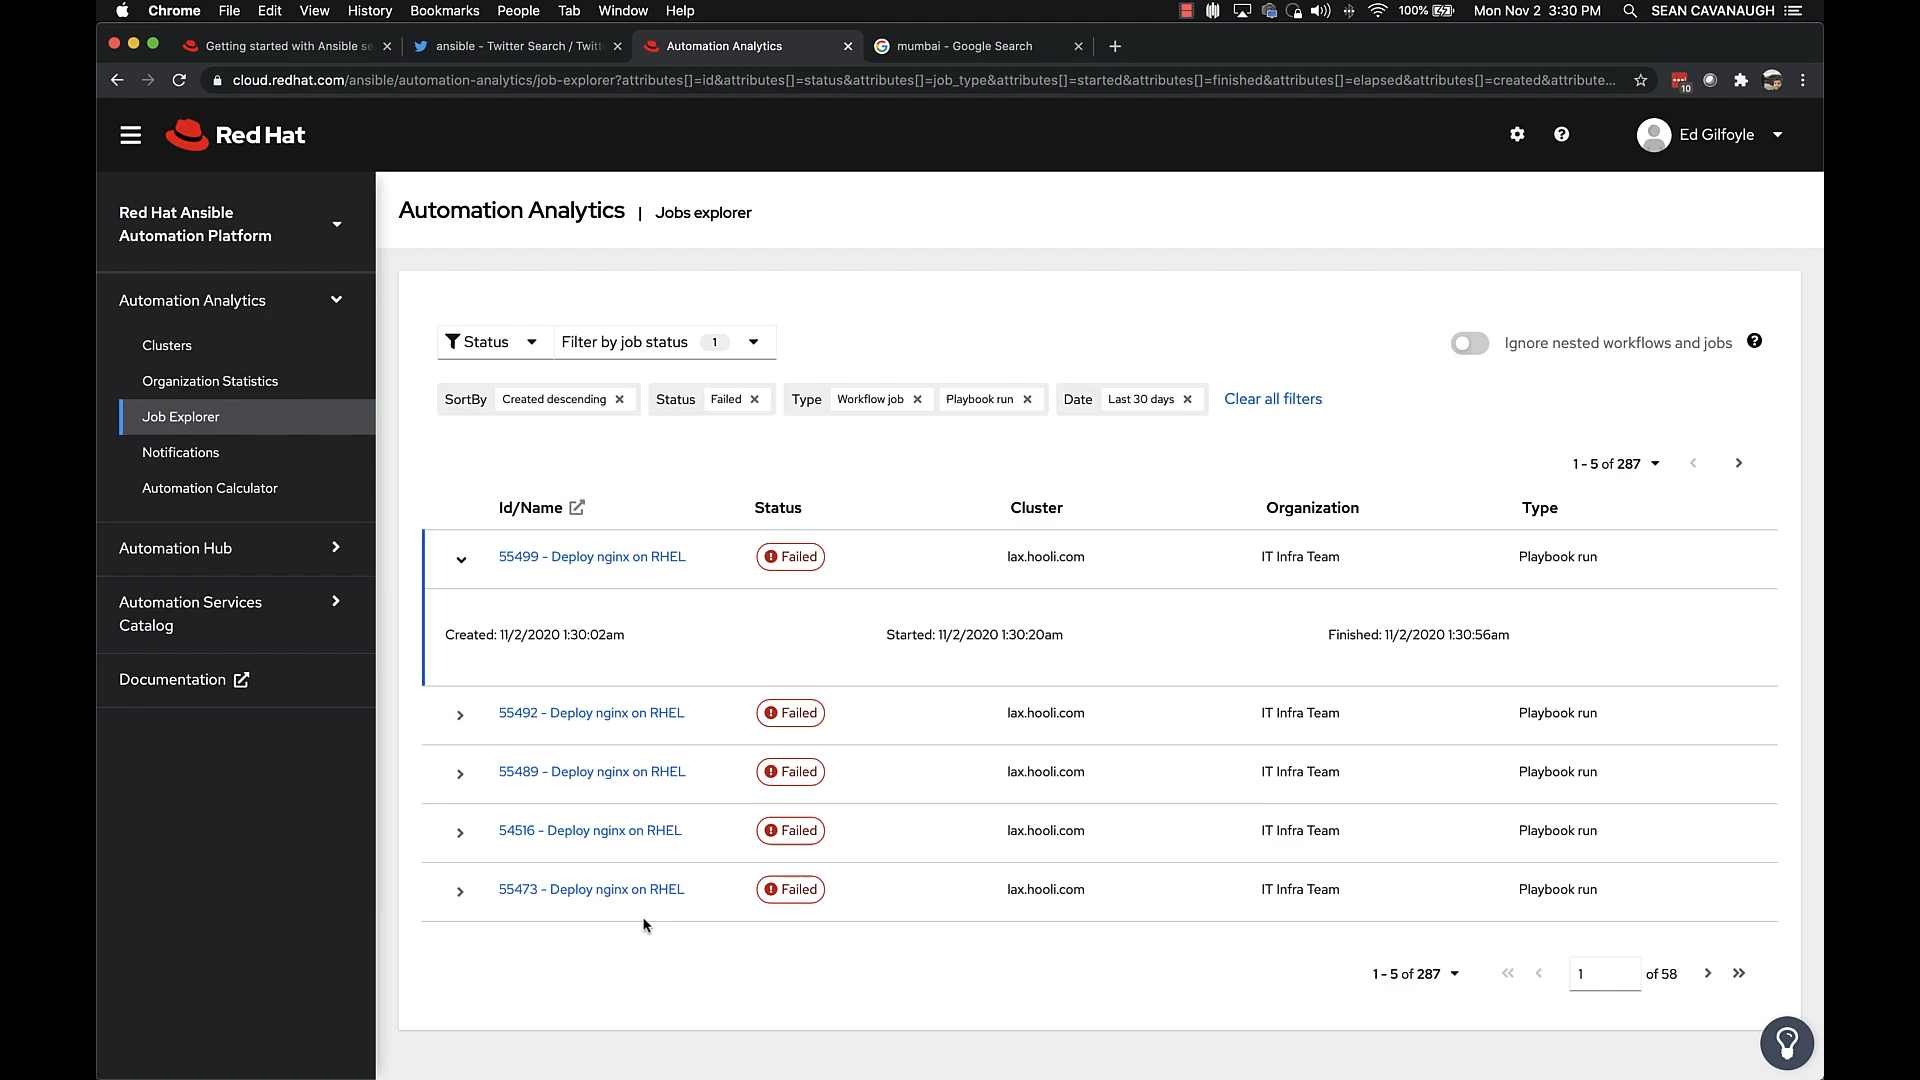 Chrome File Edit View History Bookmarks People Tab Window Help 100% Mon Nov 2 3:30 PM SEAN CAVANAUGH
Getting started with Ansible se ansible - Twitter Search / Twitt Automation Analytics mumbai - Google Search
cloud.redhat.com/ansible/automation-analytics/job-explorer?attributes[]=id&attributes[]=status&attributes[]=job_type&attributes[]=started&attributes[]=finished&attributes[]=elapsed&attributes[]=created&attribute... 10
Red Hat Ed Gilfoyle
Red Hat Ansible
Automation Platform
Automation Analytics
Clusters
Organization Statistics
Job Explorer
Notifications
Automation Calculator
Automation Hub
Automation Services
Catalog
Documentation
Automation Analytics | Jobs explorer
Status Filter by job status 1 Ignore nested workflows and jobs
SortBy Created descending Status Failed Type Workflow job Playbook run Date Last 30 days Clear all filters
1 - 5 of 287
Id/Name Status Cluster Organization Type
55499 - Deploy nginx on RHEL Failed lax.hooli.com IT Infra Team Playbook run
Created: 11/2/2020 1:30:02am Started: 11/2/2020 1:30:20am Finished: 11/2/2020 1:30:56am
55492 - Deploy nginx on RHEL Failed lax.hooli.com IT Infra Team Playbook run
55489 - Deploy nginx on RHEL Failed lax.hooli.com IT Infra Team Playbook run
54516 - Deploy nginx on RHEL Failed lax.hooli.com IT Infra Team Playbook run
55473 - Deploy nginx on RHEL Failed lax.hooli.com IT Infra Team Playbook run
1 - 5 of 287 1 of 58